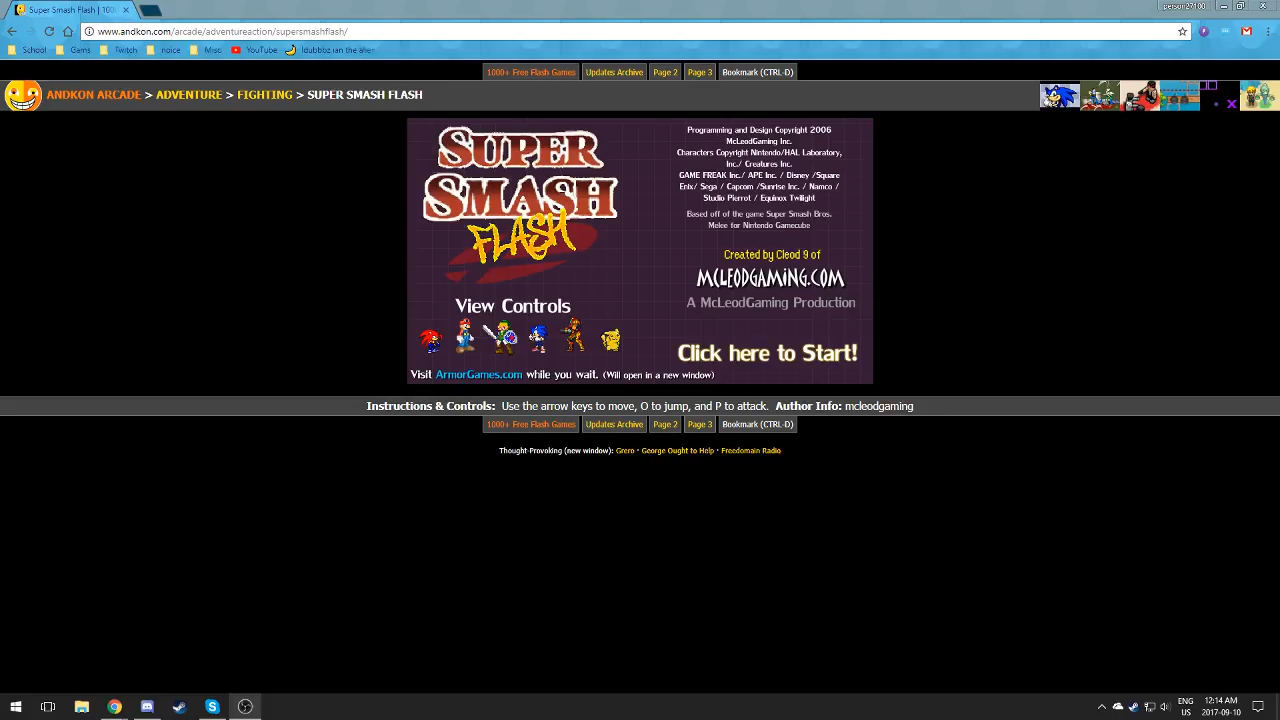 Super Smash Flash | 100
person27100
www.andkon.com/arcade/adventureaction/supersmashflash/
School Gams Twitch noice Misc YouTube Idubbbz ian the alier
1000+ Free Flash Games Updates Archive Page 2 Page 3 Bookmark (CTRL-D)
ANDKON ARCADE > ADVENTURE > FIGHTING > SUPER SMASH FLASH
SUPER
SMASH
FLASH
Programming and Design Copyright 2006
McLeodGaming Inc.
Characters Copyright Nintendo/HAL Laboratory,
Inc./ Creatures Inc.
GAME FREAK Inc./ APE Inc. / Disney /Square
Enix/ Sega / Capcom /Sunrise Inc. / Namco /
Studio Pierrot / Equinox Twilight
Based off of the game Super Smash Bros.
Melee for Nintendo Gamecube
Created by Cleod 9 of
MCLEODGAMING.COM
A McLeodGaming Production
View Controls
Click here to Start!
Visit ArmorGames.com while you wait. (Will open in a new window)
Instructions & Controls: Use the arrow keys to move, O to jump, and P to attack. Author Info: mcleodgaming
1000+ Free Flash Games Updates Archive Page 2 Page 3 Bookmark (CTRL-D)
Thought-Provoking (new window): Grero • George Ought to Help • Freedomain Radio
ENG
US
12:14 AM
2017-09-10